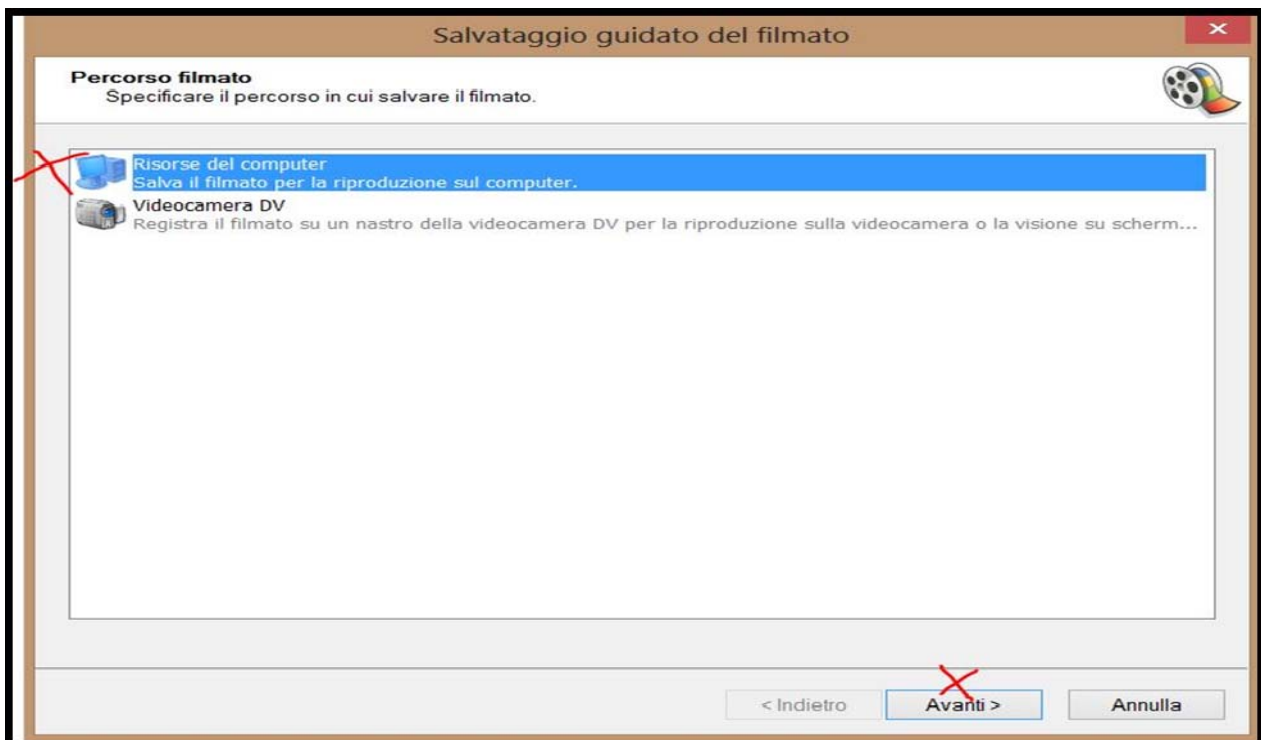 Salvataggio guidato del filmato
Percorso filmato
Specificare il percorso in cui salvare il filmato.
Risorse del computer
Salva il filmato per la riproduzione sul computer.
Videocamera DV
Registra il filmato su un nastro della videocamera DV per la riproduzione sulla videocamera o la visione su scherm...
< Indietro
Avanti >
Annulla